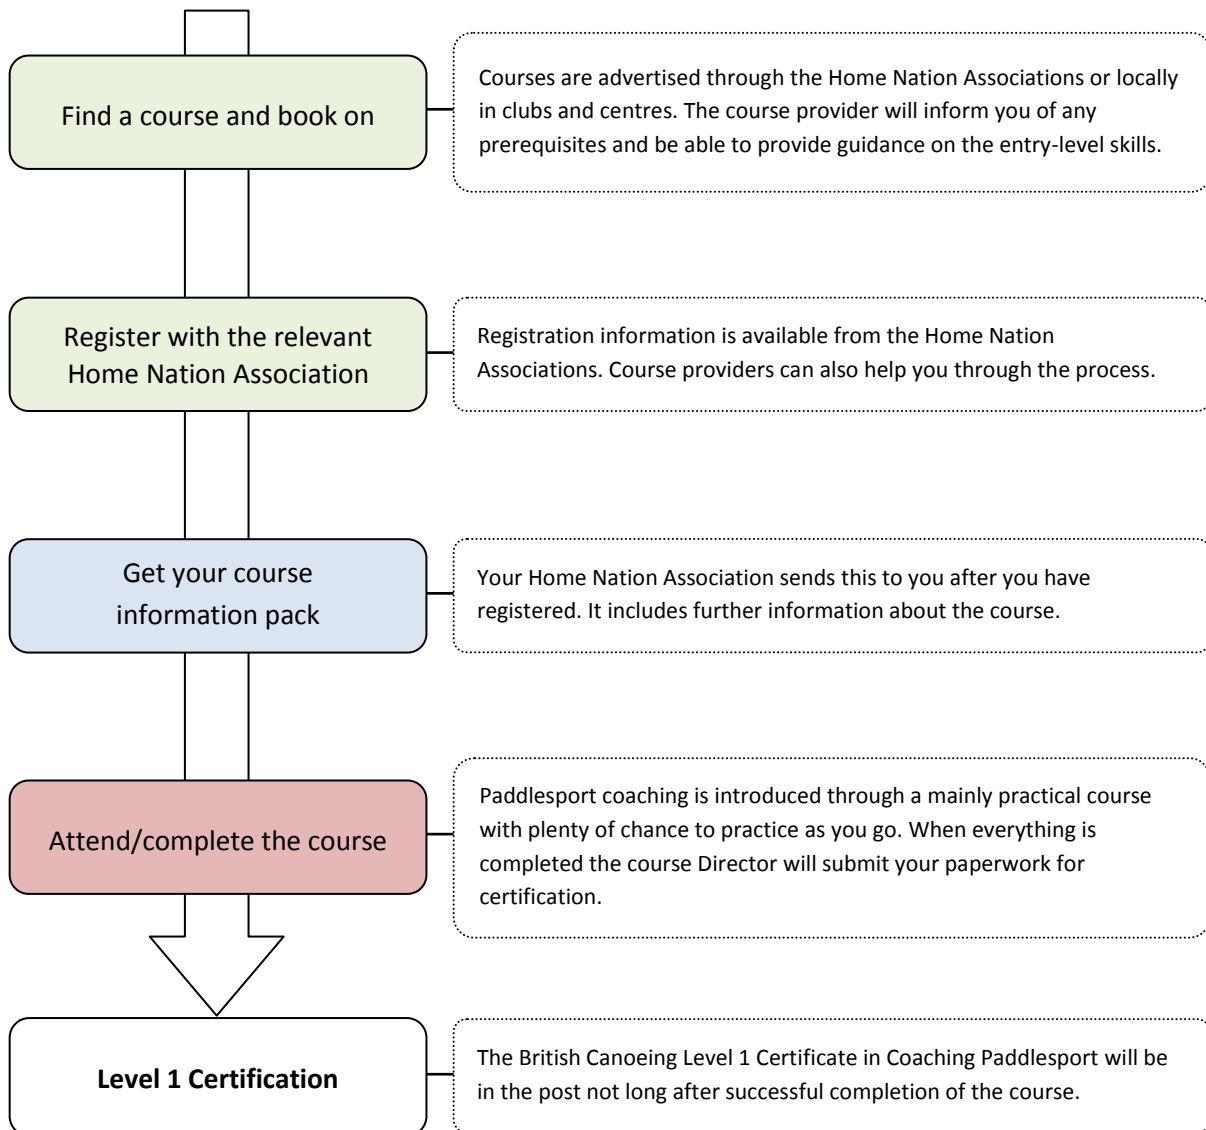 Find a course and book on
Courses are advertised through the Home Nation Associations or locally
in clubs and centres. The course provider will inform you of any
prerequisites and be able to provide guidance on the entry-level skills.
Register with the relevant
Home Nation Association
Registration information is available from the Home Nation
Associations. Course providers can also help you through the process.
Get your course
information pack
Your Home Nation Association sends this to you after you have
registered. It includes further information about the course.
Attend/complete the course
Paddlesport coaching is introduced through a mainly practical course
with plenty of chance to practice as you go. When everything is
completed the course Director will submit your paperwork for
certification.
Level 1 Certification
The British Canoeing Level 1 Certificate in Coaching Paddlesport will be
in the post not long after successful completion of the course.